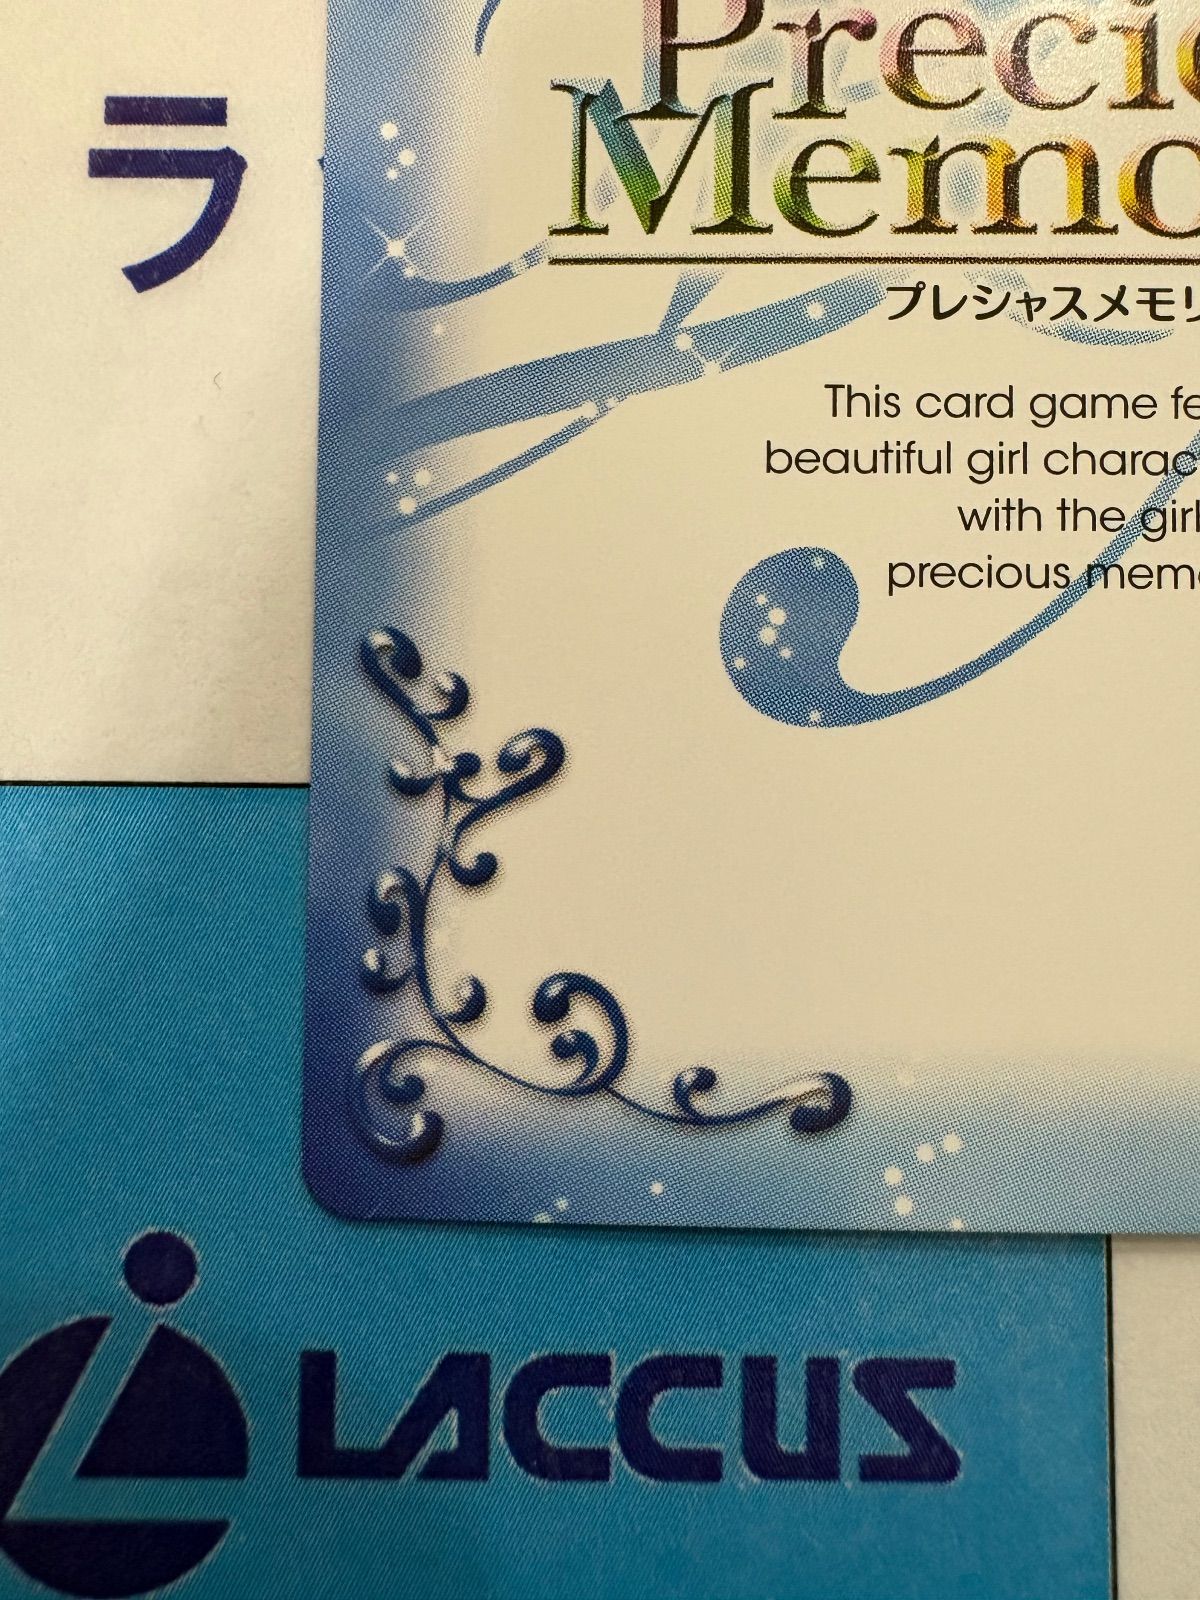 ラ
Precio
Memo
プレシャスメモリ
This card game fe
beautiful girl charac
with the girl
precious memo
LACCUS